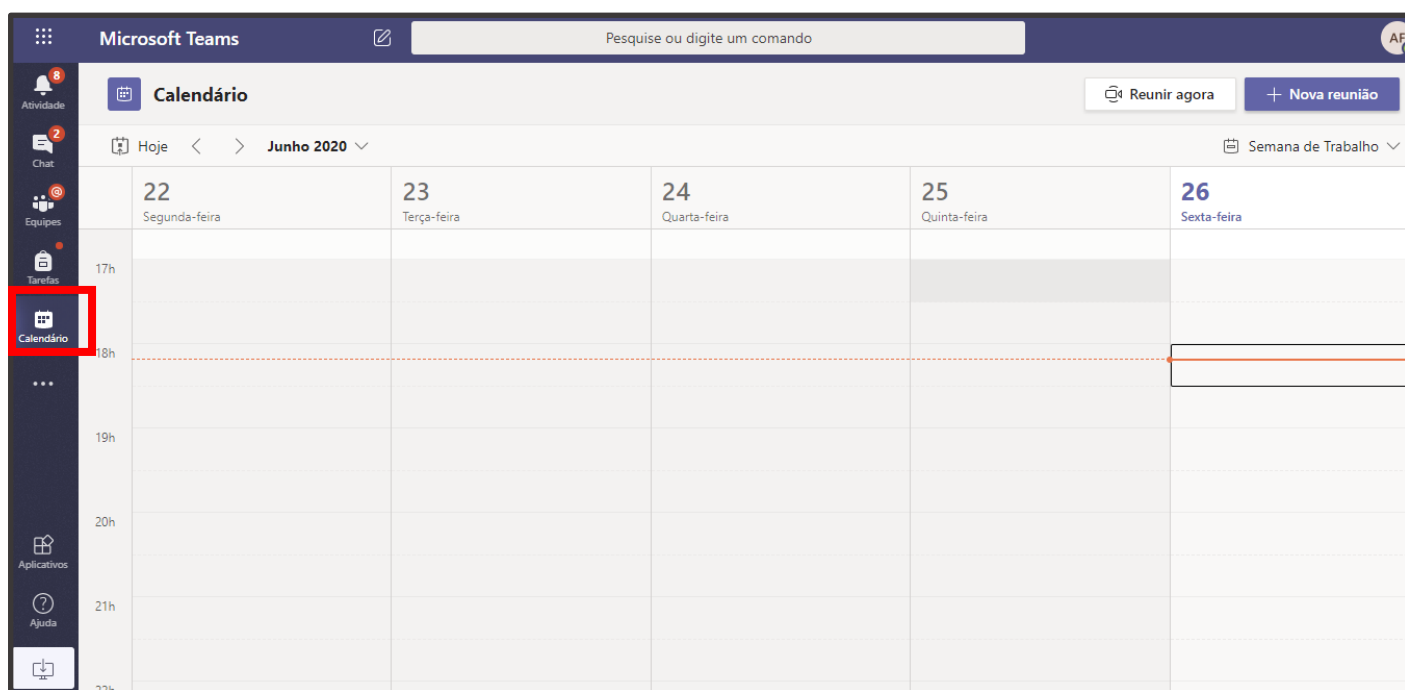 Microsoft Teams
Pesquise ou digite um comando
AF
8
Atividade
Calendário
Reunir agora
+ Nova reunião
2
Chat
Hoje < > Junho 2020
Semana de Trabalho
@
Equipes
22 23 24 25 26
Segunda-feira Terça-feira Quarta-feira Quinta-feira Sexta-feira
Tarefas
17h
Calendário
18h
19h
20h
Aplicativos
21h
Ajuda
22h